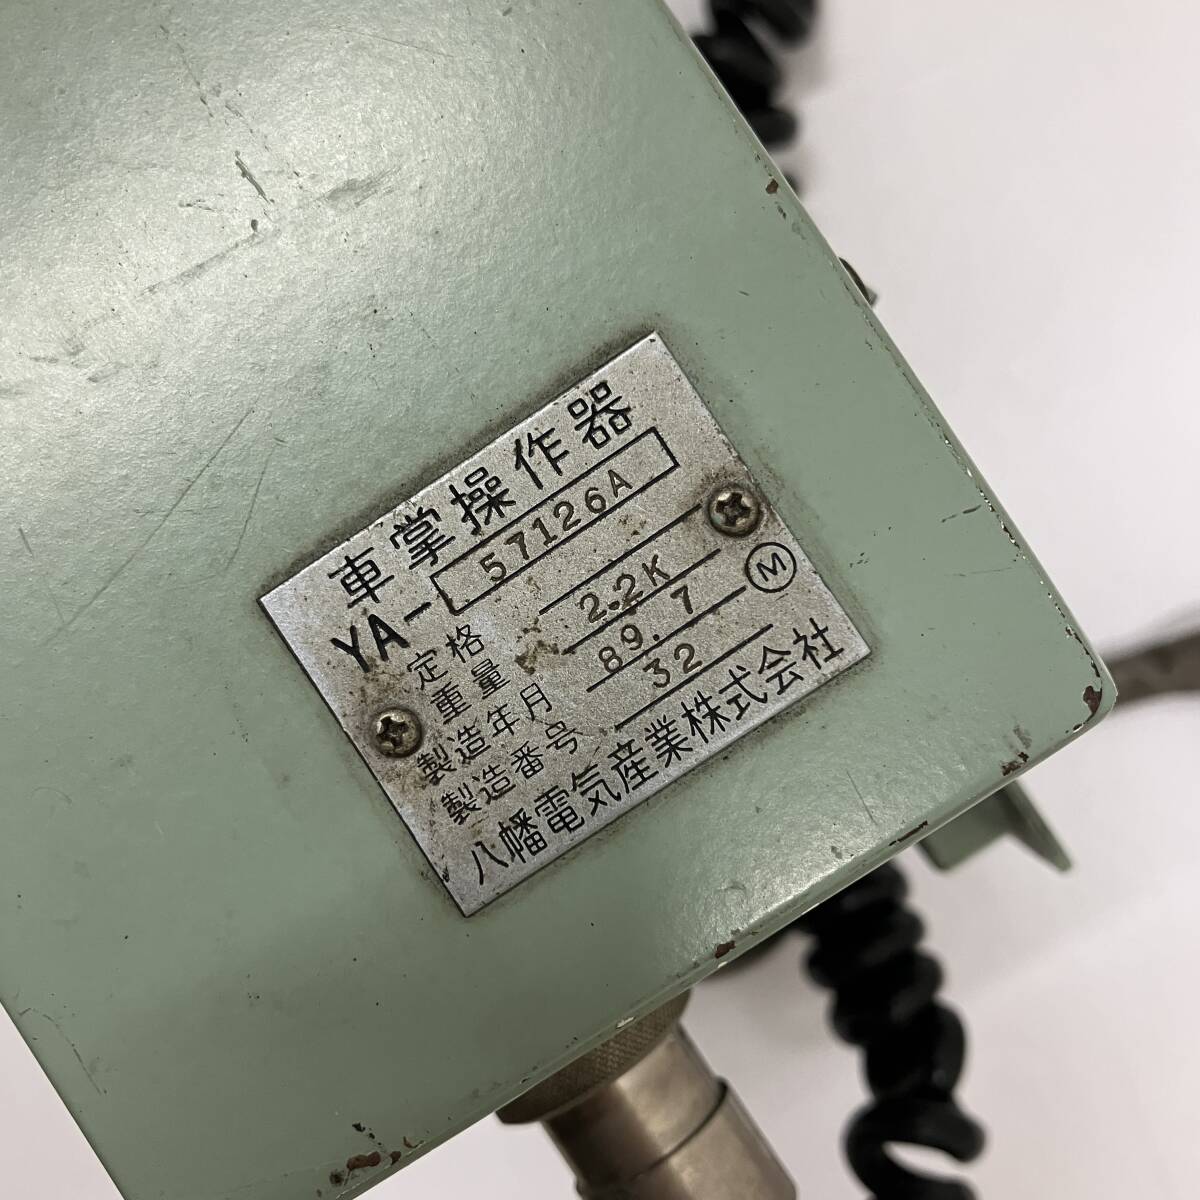 車掌操作器
YA-57126A
定格
重量 2.2K
製造年月 89.7 M
製造番号 32
八幡電気産業株式会社